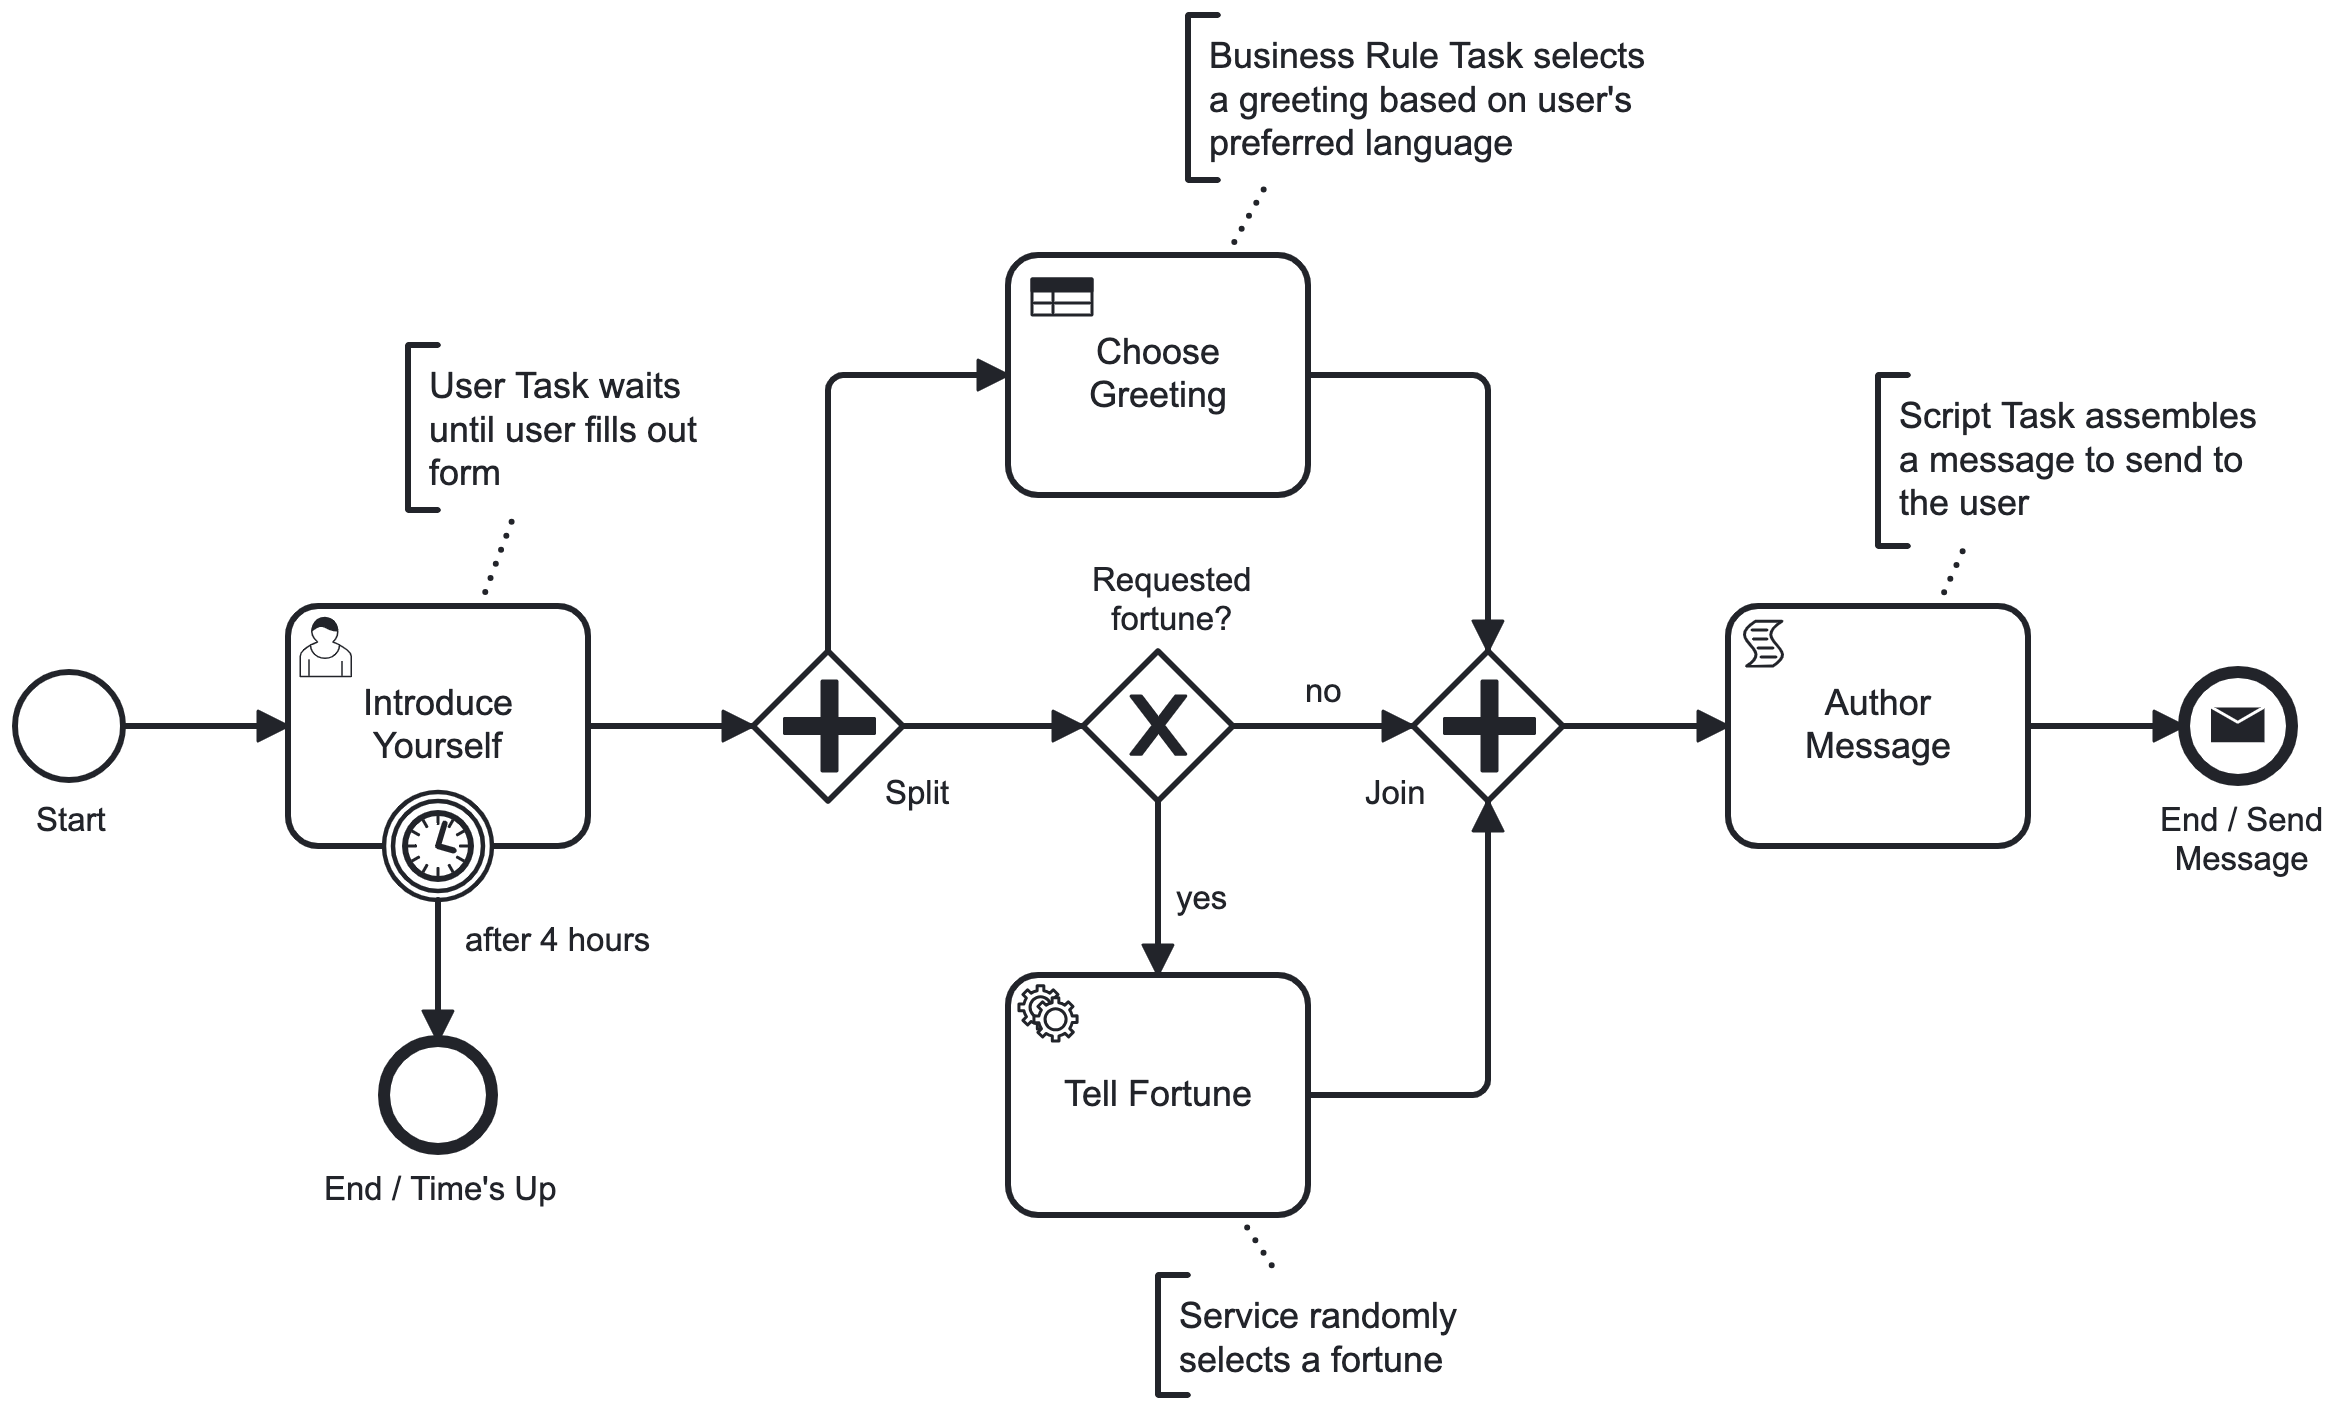 Business Rule Task selects
a greeting based on user's
preferred language
Choose
Greeting
User Task waits
until user fills out
form
Script Task assembles
a message to send to
the user
Requested
fortune?
Start
Introduce
Yourself
Split
no
Join
Author
Message
End / Send
Message
after 4 hours
yes
End / Time's Up
Tell Fortune
Service randomly
selects a fortune